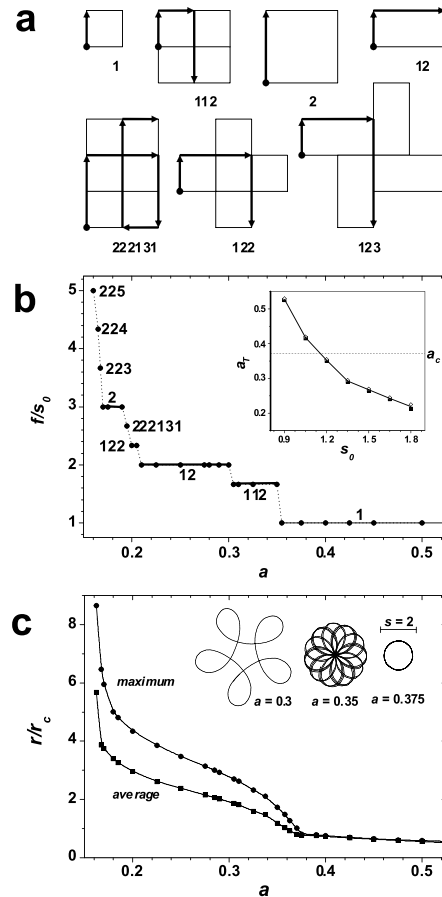 a
1 112 2 12
222131 122 123
b
f/s0
5
4
3
2
1
225
224
223
2
222131
122
12
112
1
0.2 0.3 0.4 0.5
a
aT
0.5
0.4
0.3
0.2
ac
0.9 1.2 1.5 1.8
s0
c
r/rc
8
6
4
2
0
maximum
average
s = 2
a = 0.3 a = 0.35 a = 0.375
0.2 0.3 0.4 0.5
a